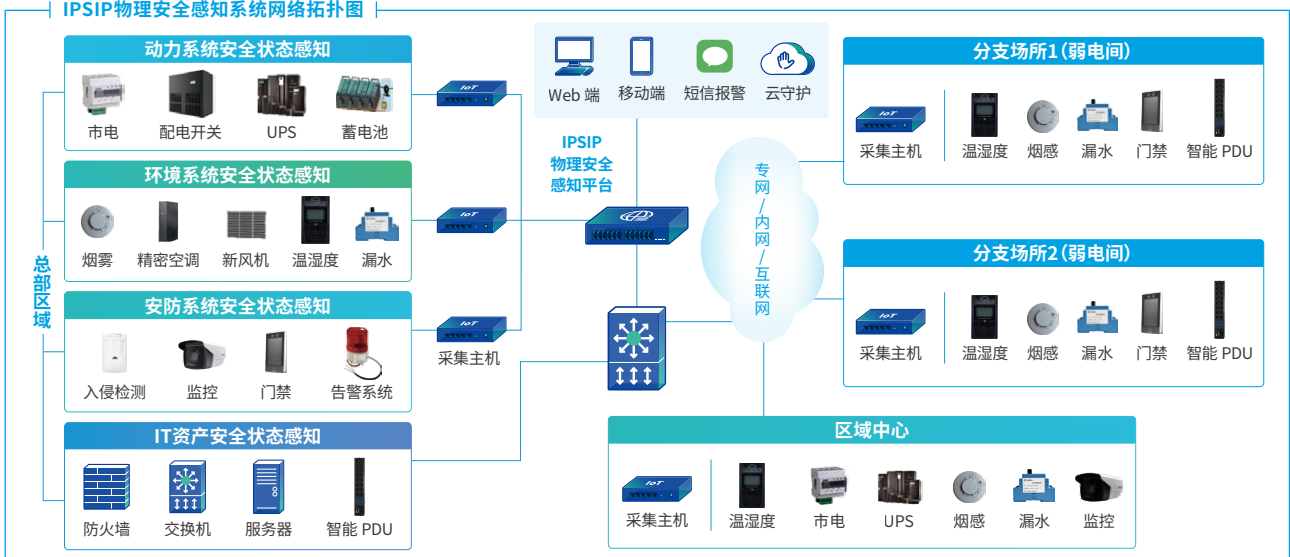 IPSIP物理安全感知系统网络拓扑图
总部区域
动力系统安全状态感知
市电 配电开关 UPS 蓄电池
IoT
环境系统安全状态感知
烟雾 精密空调 新风机 温湿度 漏水
IoT
安防系统安全状态感知
入侵检测 监控 门禁 告警系统
IoT
采集主机
IT资产安全状态感知
防火墙 交换机 服务器 智能 PDU
Web 端 移动端 短信报警 云守护
IPSIP
物理安全
感知平台
专网/内网/互联网
分支场所1(弱电间)
IoT
采集主机 温湿度 烟感 漏水 门禁 智能 PDU
分支场所2(弱电间)
IoT
采集主机 温湿度 烟感 漏水 门禁 智能 PDU
区域中心
IoT
采集主机 温湿度 市电 UPS 烟感 漏水 监控